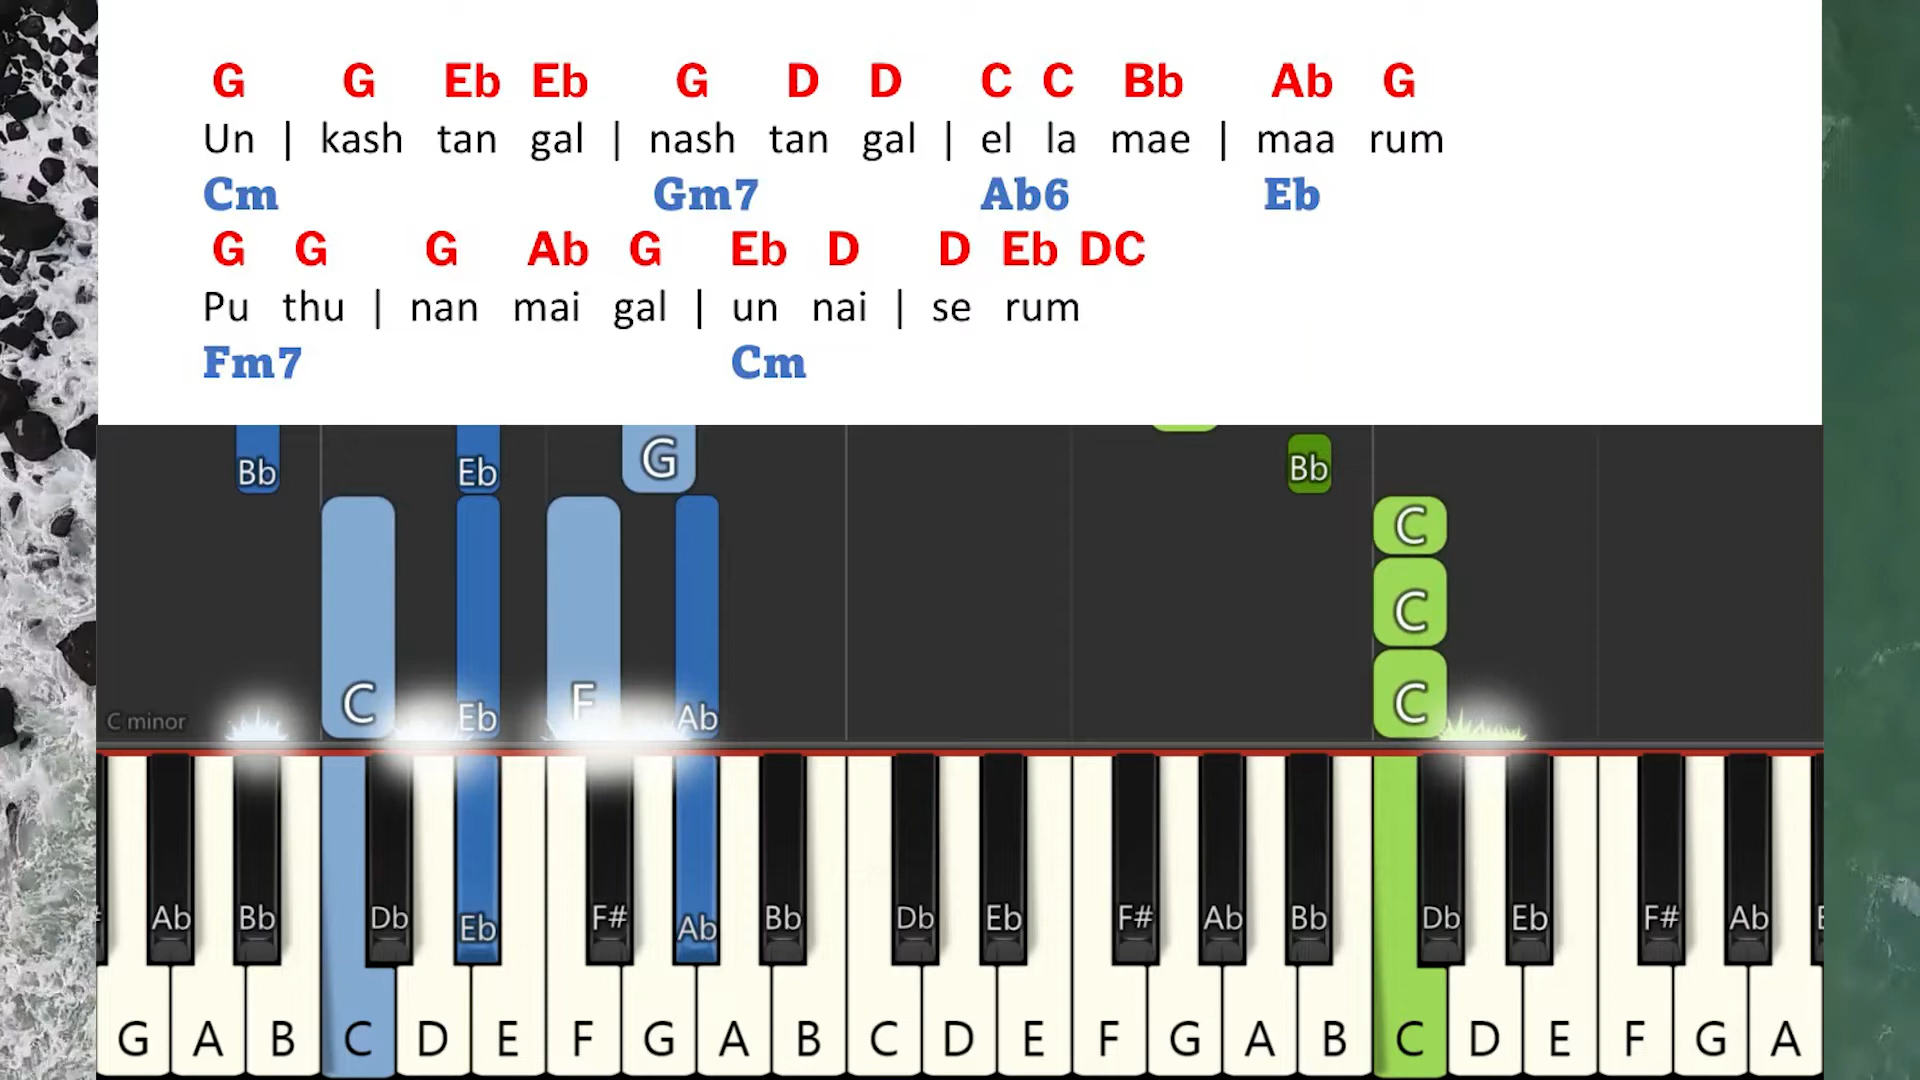 G G Eb Eb G D D C C Bb Ab G
Un | kash tan gal | nash tan gal | el la mae | maa rum
Cm Gm7 Ab6 Eb
G G G Ab G Eb D D Eb DC
Pu thu | nan mai gal | un nai | se rum
Fm7 Cm
Bb Eb G Bb
C
C
C Eb F Ab C
C minor
Ab Bb Db Eb F# Ab Bb Db Eb F# Ab Bb Db Eb F# Ab
G A B C D E F G A B C D E F G A B C D E F G A